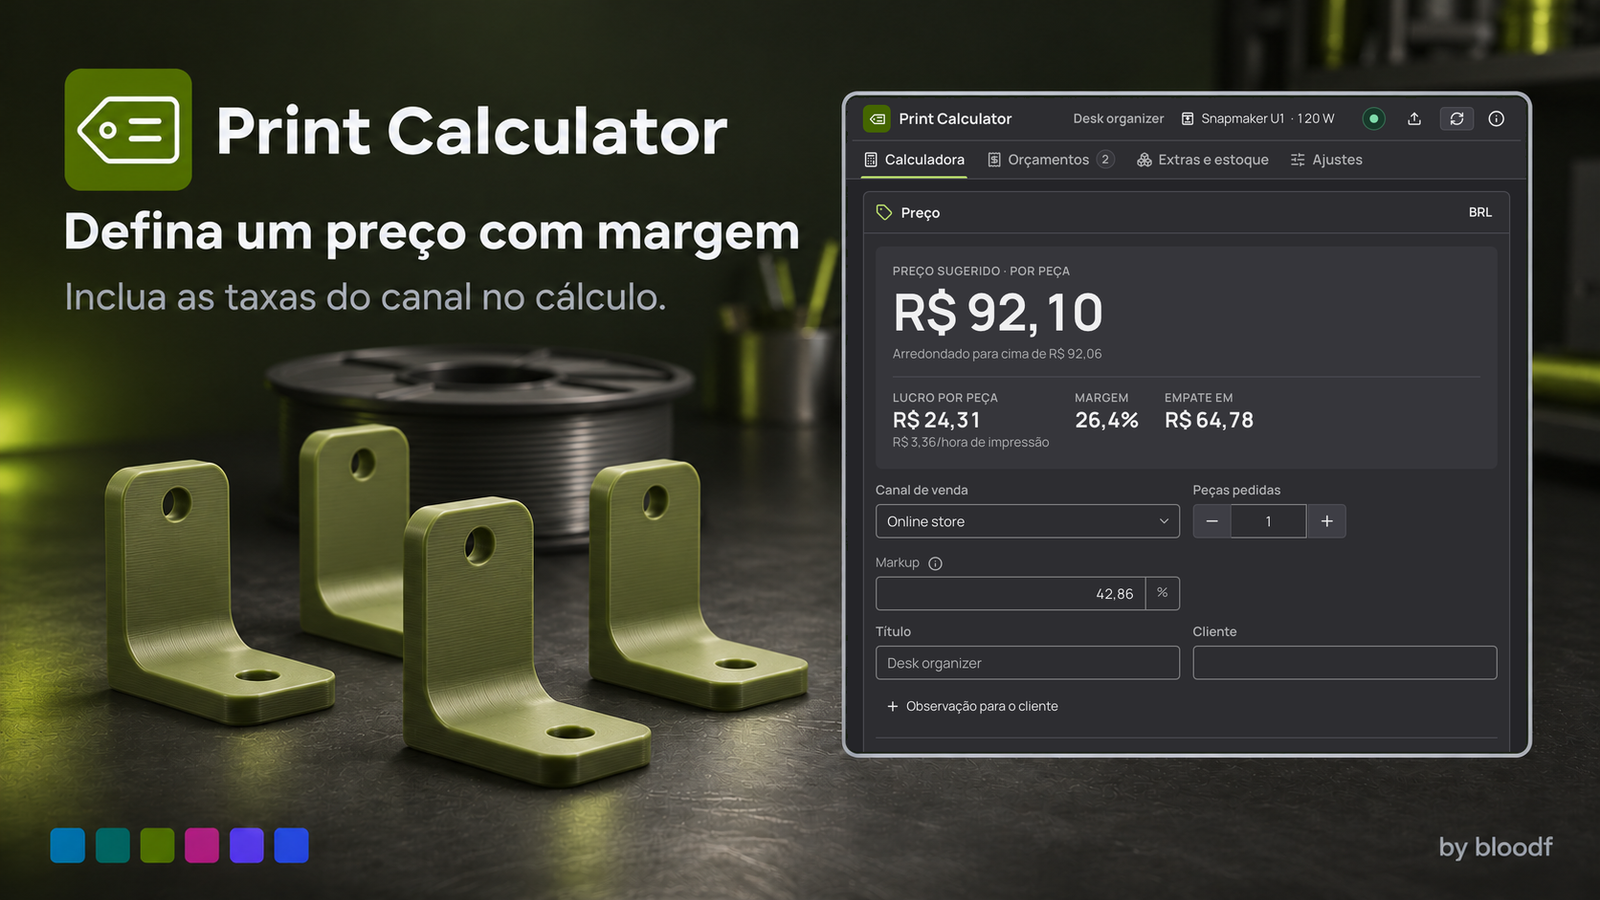 Print Calculator
Defina um preço com margem
Inclua as taxas do canal no cálculo.
Print Calculator
Desk organizer
Snapmaker U1 · 120 W
Calculadora
Orçamentos 2
Extras e estoque
Ajustes
Preço
BRL
PREÇO SUGERIDO · POR PEÇA
R$ 92,10
Arredondado para cima de R$ 92,06
LUCRO POR PEÇA
R$ 24,31
R$ 3,36/hora de impressão
MARGEM
26,4%
EMPATE EM
R$ 64,78
Canal de venda
Online store
Peças pedidas
1
Markup
42,86 %
Título
Desk organizer
Cliente
Observação para o cliente
by bloodf